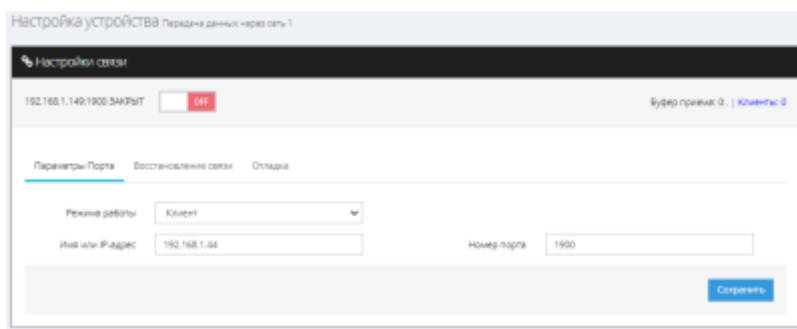 Настройка устройства Передача данных через сеть 1
Настройки связи
192.168.1.149:1900 ЗАКРЫТ OFF Буфер приема: 0 . | Клиенты: 0
Параметры Порта Восстановление связи Отладка
Режим работы Клиент
Имя или IP-адрес 192.168.1.44 Номер порта 1900
Сохранить